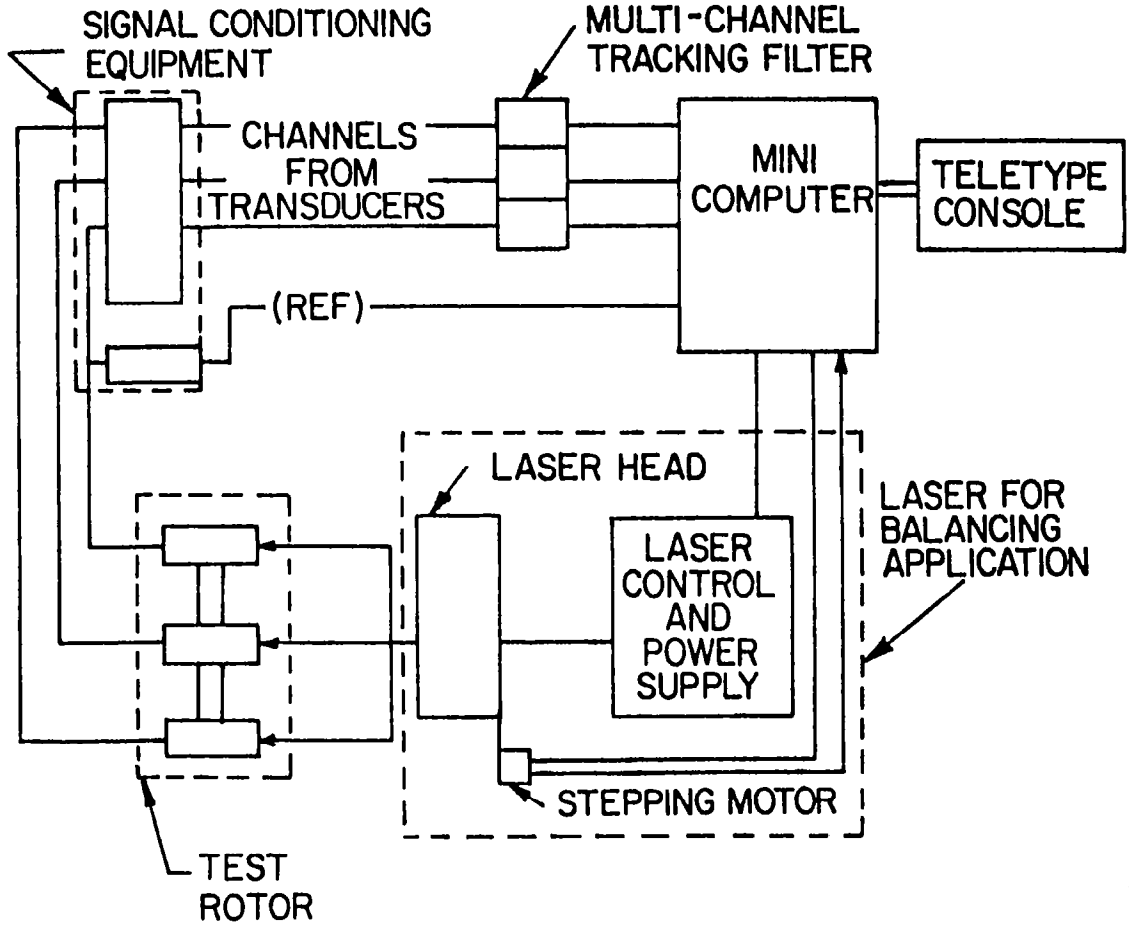 SIGNAL CONDITIONING
EQUIPMENT
MULTI-CHANNEL
TRACKING FILTER
CHANNELS
FROM
TRANSDUCERS
MINI
COMPUTER
TELETYPE
CONSOLE
(REF)
LASER HEAD
LASER FOR
BALANCING
APPLICATION
LASER
CONTROL
AND
POWER
SUPPLY
STEPPING MOTOR
TEST
ROTOR